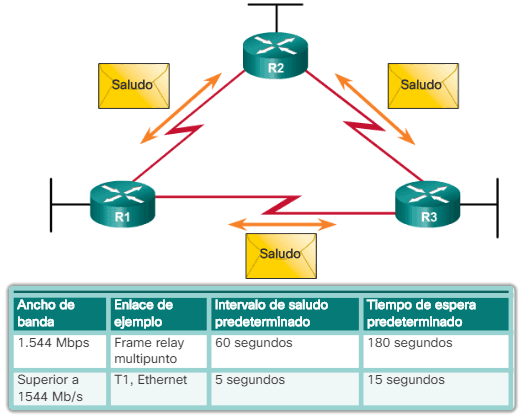 R2
Saludo
Saludo
R1
R3
Saludo
Ancho de banda
Enlace de ejemplo
Intervalo de saludo predeterminado
Tiempo de espera predeterminado
1.544 Mbps
Frame relay multipunto
60 segundos
180 segundos
Superior a 1544 Mb/s
T1, Ethernet
5 segundos
15 segundos